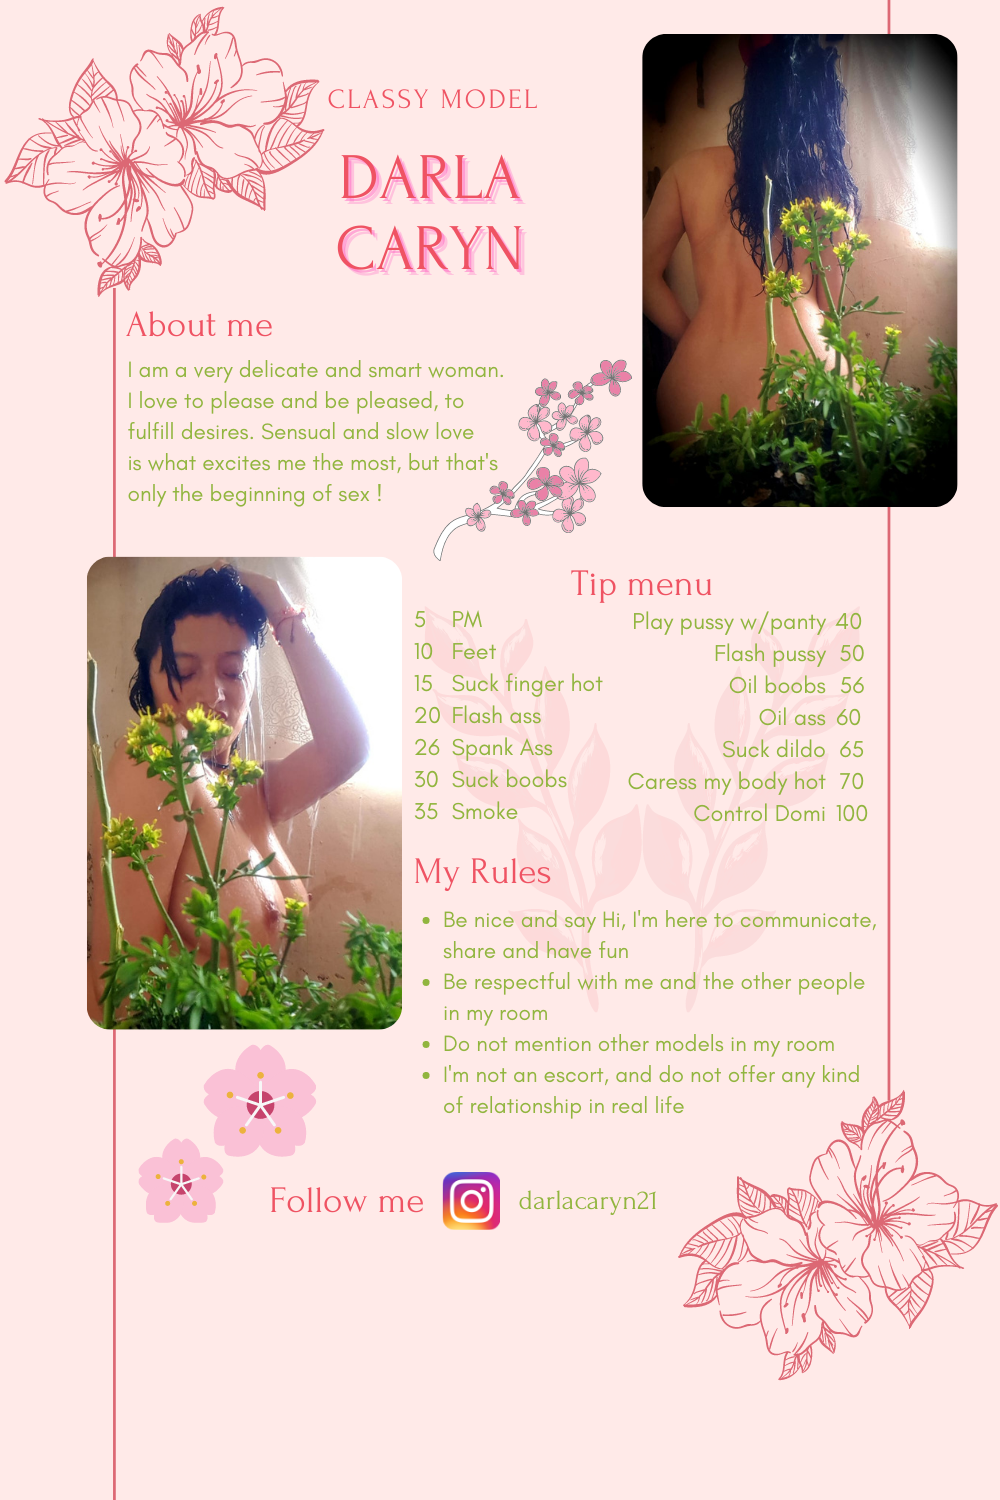 CLASSY MODEL
DARLA
CARYN
About me
I am a very delicate and smart woman.
I love to please and be pleased, to
fulfill desires. Sensual and slow love
is what excites me the most, but that's
only the beginning of sex !
Tip menu
5 PM
10 Feet
15 Suck finger hot
20 Flash ass
26 Spank Ass
30 Suck boobs
35 Smoke
Play pussy w/panty 40
Flash pussy 50
Oil boobs 56
Oil ass 60
Suck dildo 65
Caress my body hot 70
Control Domi 100
My Rules
• Be nice and say Hi, I'm here to communicate,
share and have fun
• Be respectful with me and the other people
in my room
• Do not mention other models in my room
• I'm not an escort, and do not offer any kind
of relationship in real life
Follow me darlacaryn21